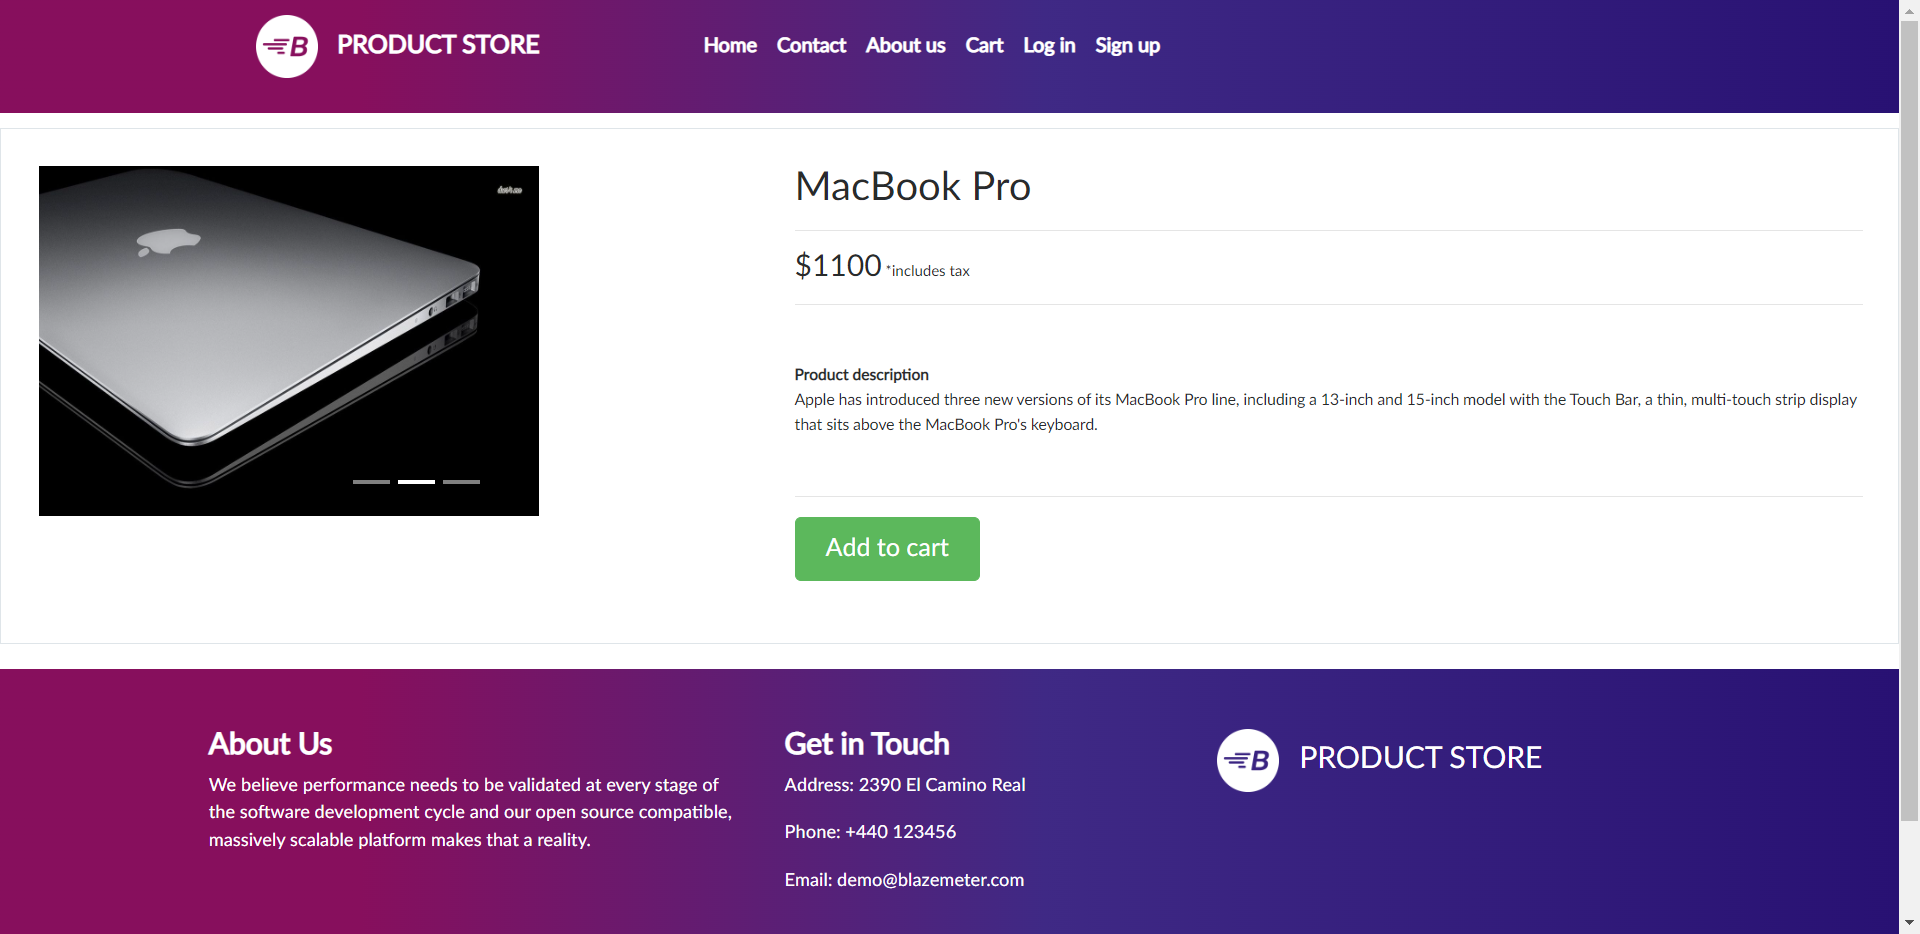 B PRODUCT STORE
Home Contact About us Cart Log in Sign up
MacBook Pro
$1100 *includes tax
Product description
Apple has introduced three new versions of its MacBook Pro line, including a 13-inch and 15-inch model with the Touch Bar, a thin, multi-touch strip display
that sits above the MacBook Pro's keyboard.
Add to cart
About Us
We believe performance needs to be validated at every stage of
the software development cycle and our open source compatible,
massively scalable platform makes that a reality.
Get in Touch
Address: 2390 El Camino Real
Phone: +440 123456
Email: demo@blazemeter.com
B PRODUCT STORE